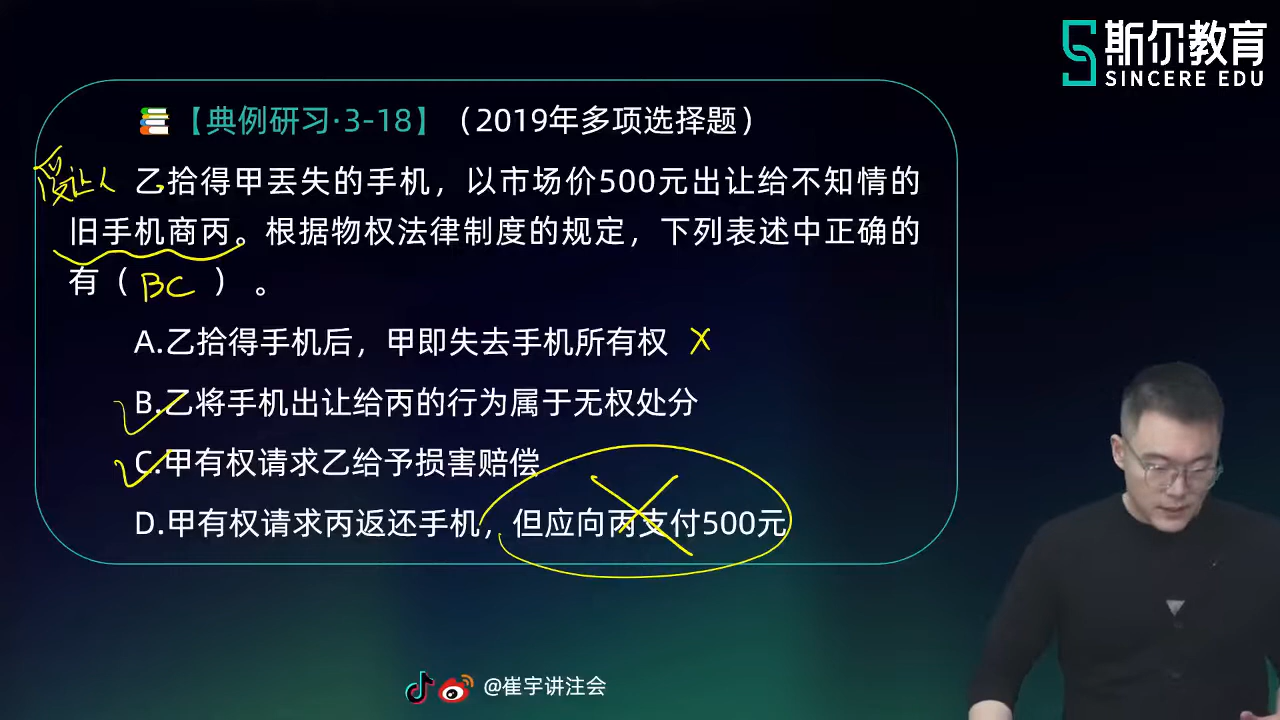 斯尔教育
SINCERE EDU
【典例研习·3-18】（2019年多项选择题）
受让人
乙拾得甲丢失的手机，以市场价500元出让给不知情的
旧手机商丙。根据物权法律制度的规定，下列表述中正确的
有（ BC ）。
A.乙拾得手机后，甲即失去手机所有权 X
B.乙将手机出让给丙的行为属于无权处分
C.甲有权请求乙给予损害赔偿
D.甲有权请求丙返还手机，但应向丙支付500元
@崔宇讲注会